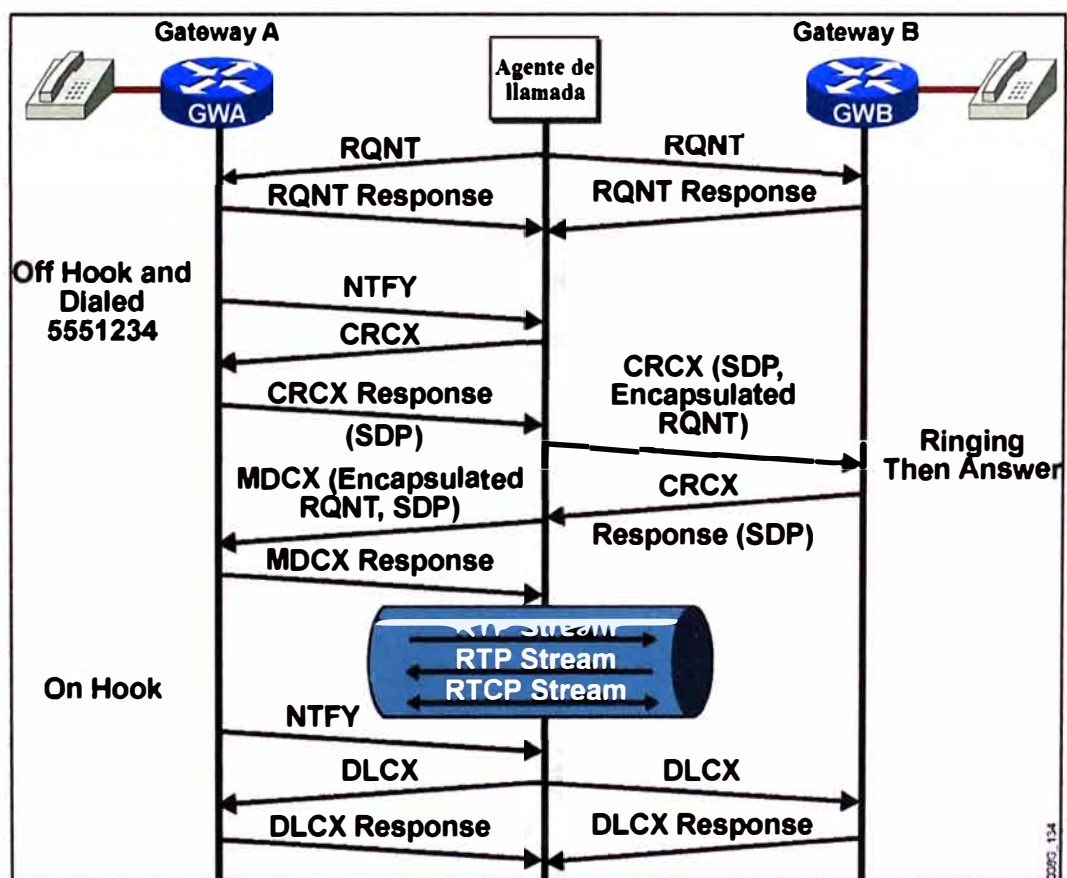 Gateway A
Gateway B
Agente de
llamada
GWA
GWB
RQNT
RQNT
RQNT Response
RQNT Response
Off Hook and
Dialed
5551234
NTFY
CRCX
CRCX Response
(SDP)
CRCX (SDP,
Encapsulated
RQNT)
Ringing
Then Answer
MDCX (Encapsulated
RQNT, SDP)
CRCX
Response (SDP)
MDCX Response
RTP Stream
RTP Stream
RTCP Stream
On Hook
NTFY
DLCX
DLCX
DLCX Response
DLCX Response